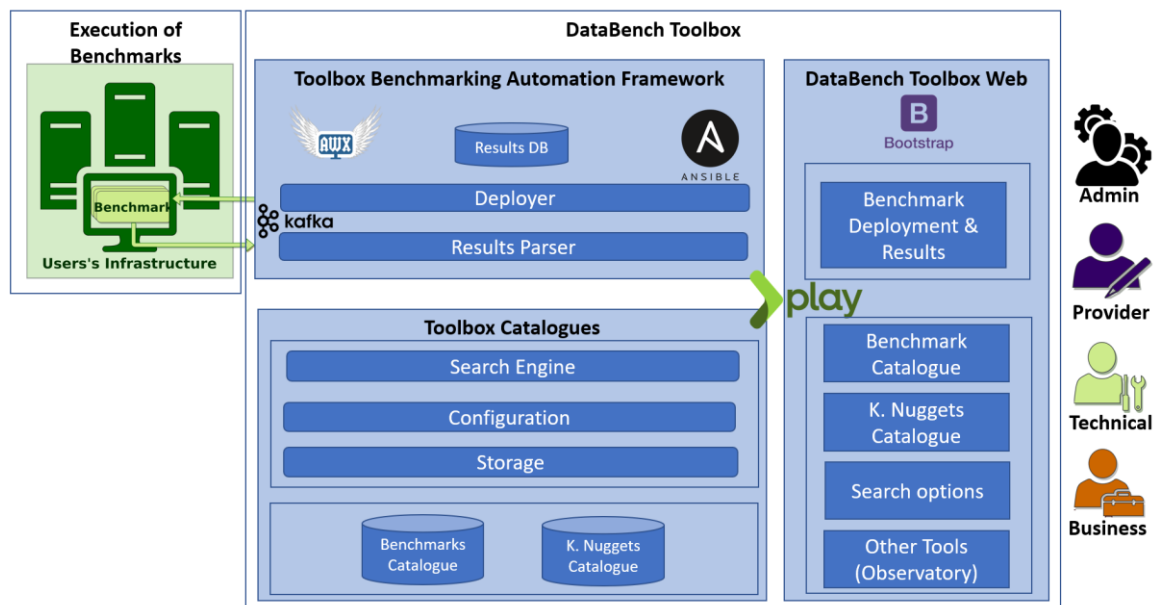 Execution of
Benchmarks
Benchmark
Users's Infrastructure
DataBench Toolbox
Toolbox Benchmarking Automation Framework
AWX
Results DB
A
ANSIBLE
Deployer
kafka
Results Parser
Toolbox Catalogues
Search Engine
Configuration
Storage
Benchmarks
Catalogue
K. Nuggets
Catalogue
play
DataBench Toolbox Web
B
Bootstrap
Benchmark
Deployment &
Results
Benchmark
Catalogue
K. Nuggets
Catalogue
Search options
Other Tools
(Observatory)
Admin
Provider
Technical
Business